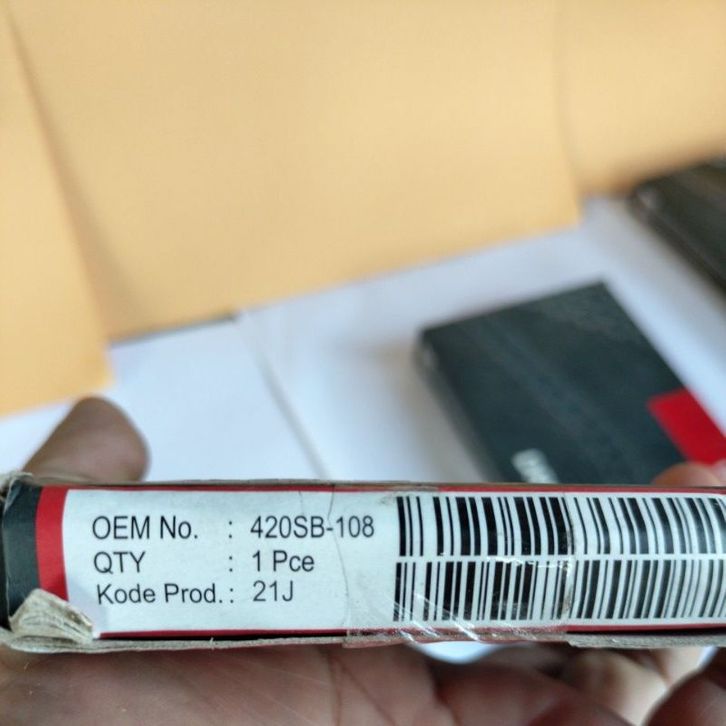 OEM No. : 420SB-108
QTY : 1 Pce
Kode Prod. : 21J